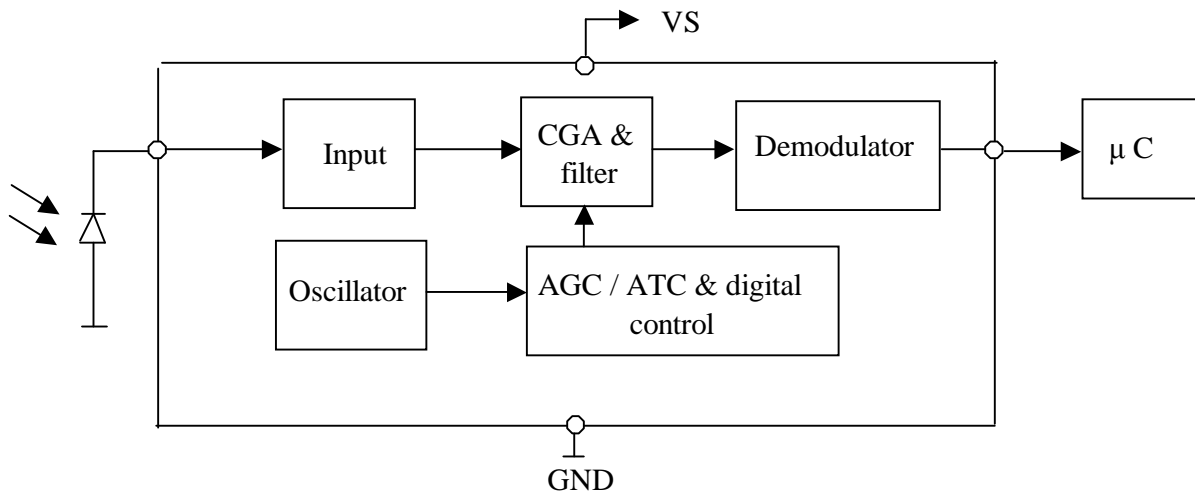 VS
Input
CGA &
filter
Demodulator
μ C
Oscillator
AGC / ATC & digital
control
GND